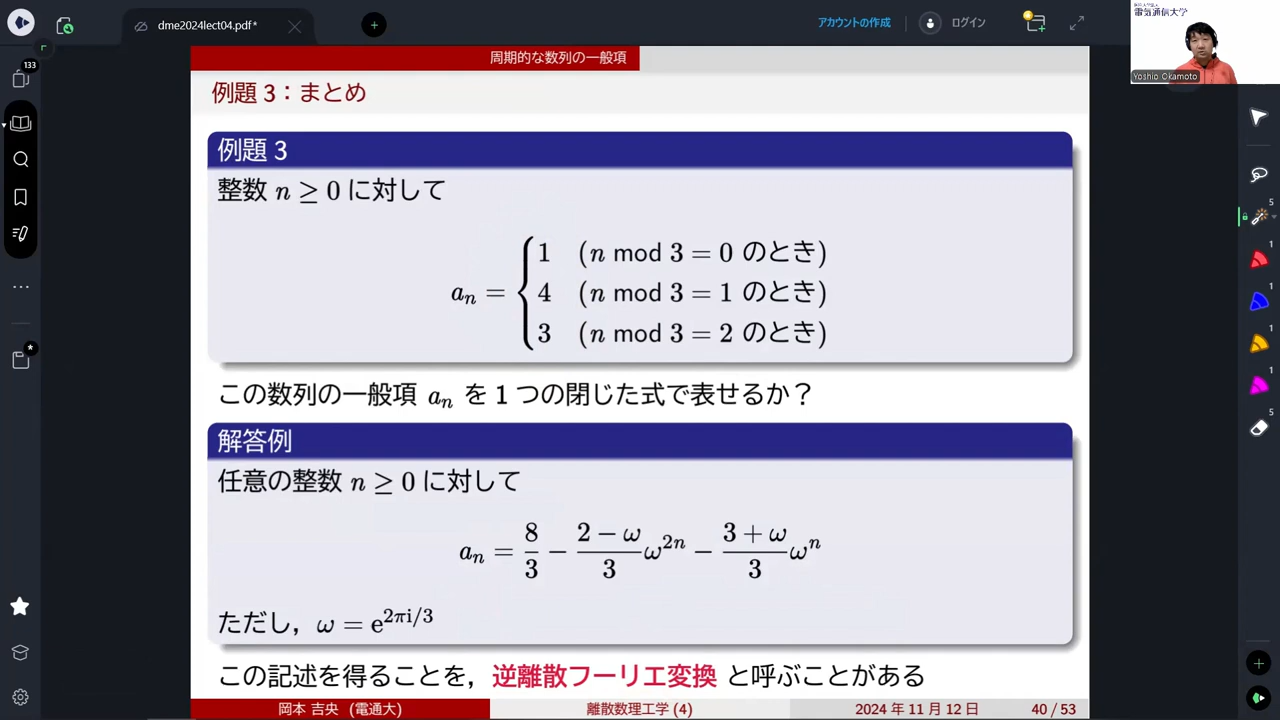 dme2024lect04.pdf*
アカウントの作成
ログイン
電気通信大学
Yoshio Okamoto
133
周期的な数列の一般項
例題 3：まとめ
例題 3
整数 n ≥ 0 に対して
a_n = { 1 (n mod 3 = 0 のとき)
4 (n mod 3 = 1 のとき)
3 (n mod 3 = 2 のとき)
この数列の一般項 a_n を 1 つの閉じた式で表せるか？
解答例
任意の整数 n ≥ 0 に対して
a_n = 8/3 − (2 − ω)/3 ω^{2n} − (3 + ω)/3 ω^n
ただし，ω = e^{2πi/3}
この記述を得ることを，逆離散フーリエ変換 と呼ぶことがある
岡本 吉央 (電通大)
離散数理工学 (4)
2024 年 11 月 12 日
40 / 53
5
1
1
1
1
5